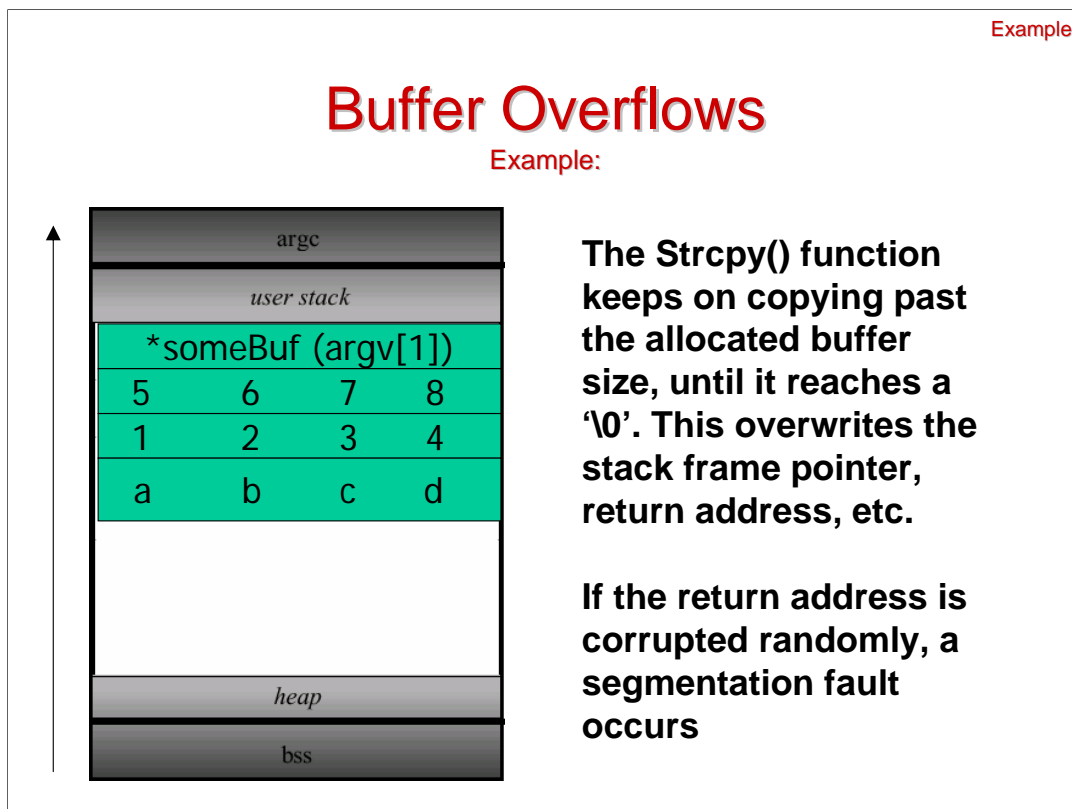 Example
Buffer Overflows
Example:
argc
user stack
*someBuf (argv[1])
5 6 7 8
1 2 3 4
a b c d
heap
bss
The Strcpy() function
keeps on copying past
the allocated buffer
size, until it reaches a
‘\0’. This overwrites the
stack frame pointer,
return address, etc.
If the return address is
corrupted randomly, a
segmentation fault
occurs